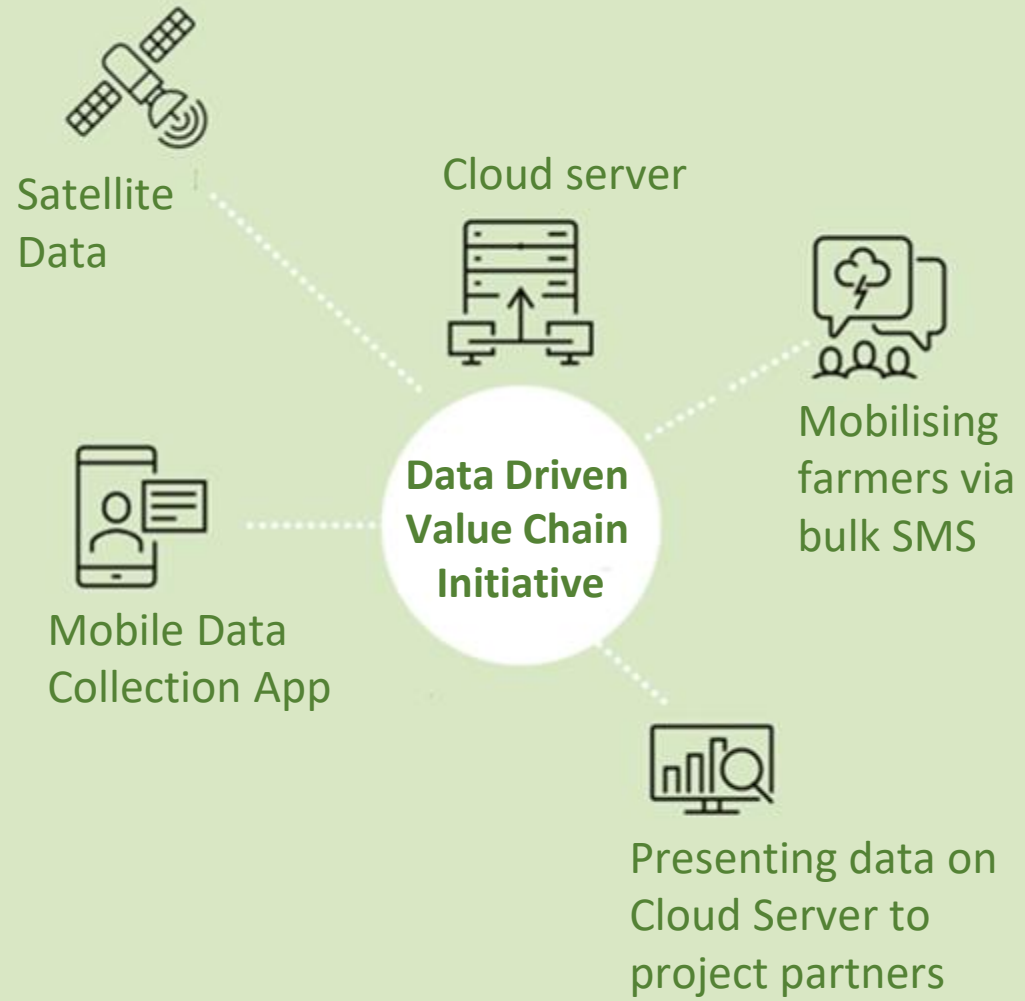 Satellite
Data
Cloud server
Mobilising
farmers via
bulk SMS
Data Driven
Value Chain
Initiative
Mobile Data
Collection App
Presenting data on
Cloud Server to
project partners